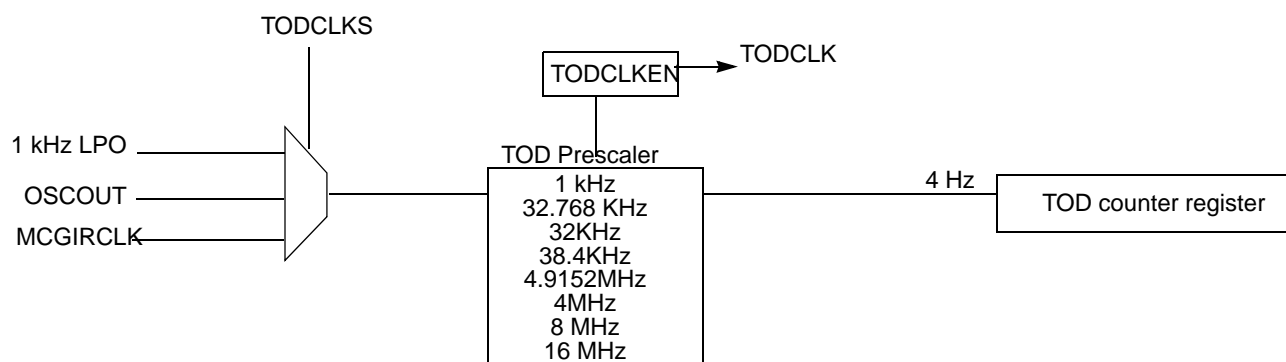 TODCLKS
TODCLKEN
TODCLK
1 kHz LPO
OSCOUT
MCGIRCLK
TOD Prescaler
1 kHz
32.768 KHz
32KHz
38.4KHz
4.9152MHz
4MHz
8 MHz
16 MHz
4 Hz
TOD counter register